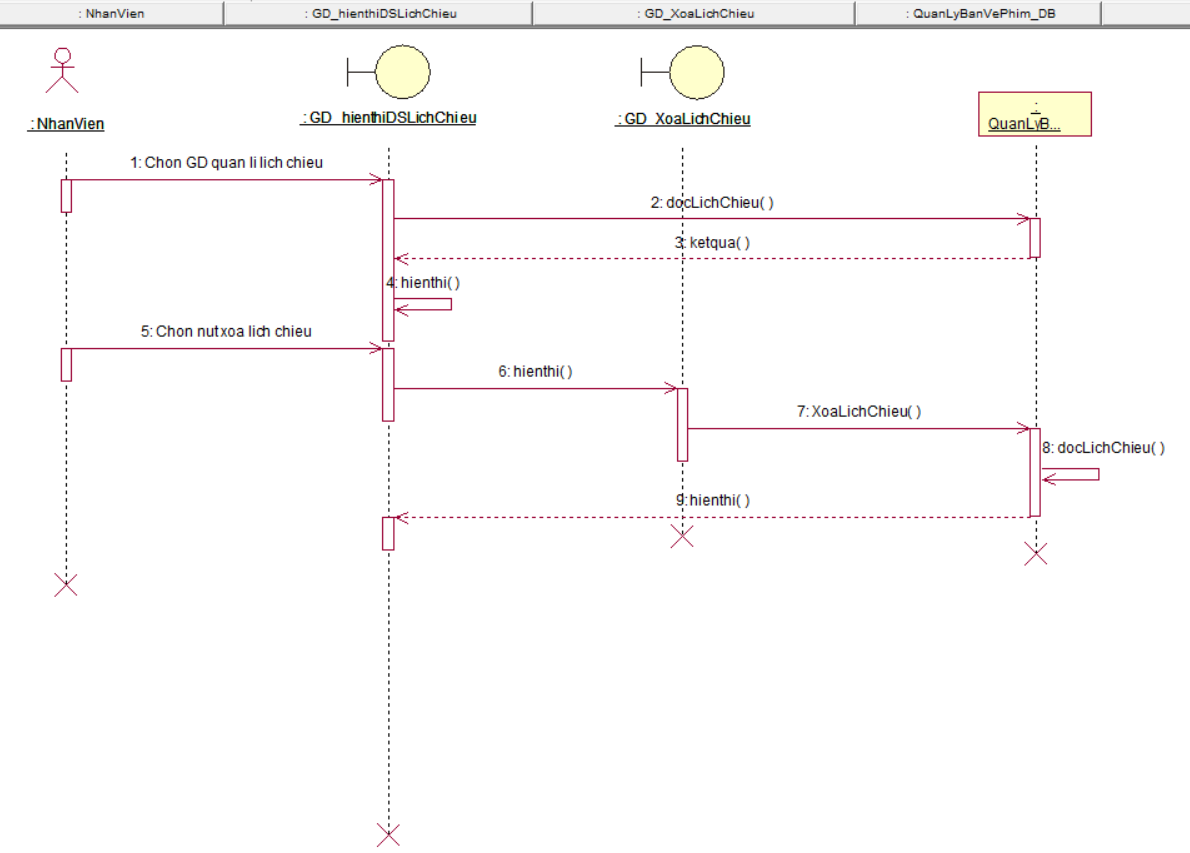 : NhanVien
: GD_hienthiDSLichChieu
: GD_XoaLichChieu
: QuanLyBanVePhim_DB
: NhanVien
: GD_hienthiDSLichChieu
: GD_XoaLichChieu
:
QuanLyB...
1: Chon GD quan li lich chieu
2: docLichChieu( )
3: ketqua( )
4: hienthi( )
5: Chon nut xoa lich chieu
6: hienthi( )
7: XoaLichChieu( )
8: docLichChieu( )
9: hienthi( )